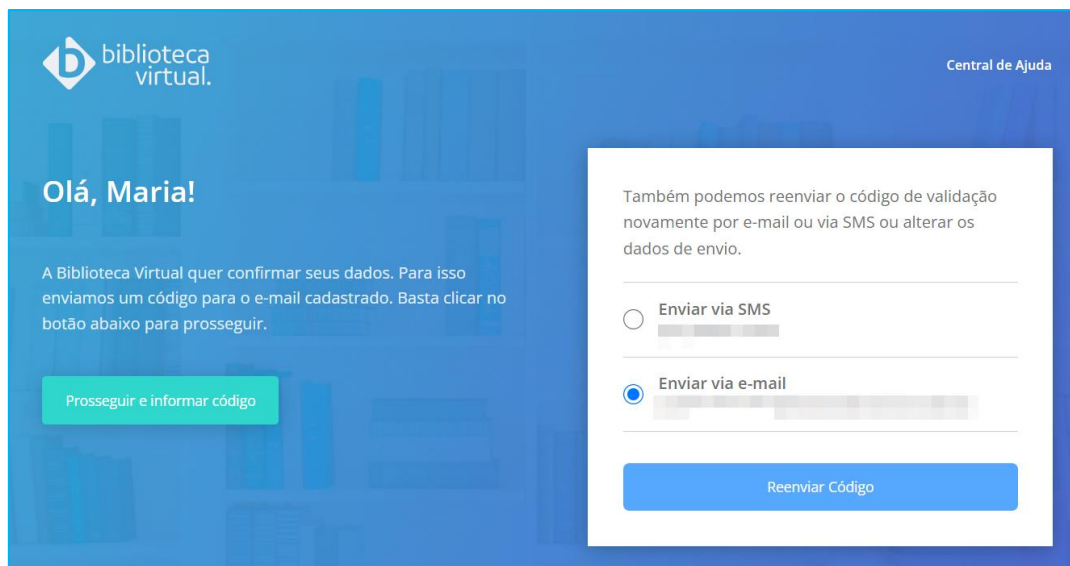 biblioteca
virtual.
Central de Ajuda
Olá, Maria!
A Biblioteca Virtual quer confirmar seus dados. Para isso
enviamos um código para o e-mail cadastrado. Basta clicar no
botão abaixo para prosseguir.
Prosseguir e informar código
Também podemos reenviar o código de validação
novamente por e-mail ou via SMS ou alterar os
dados de envio.
Enviar via SMS
Enviar via e-mail
Reenviar Código